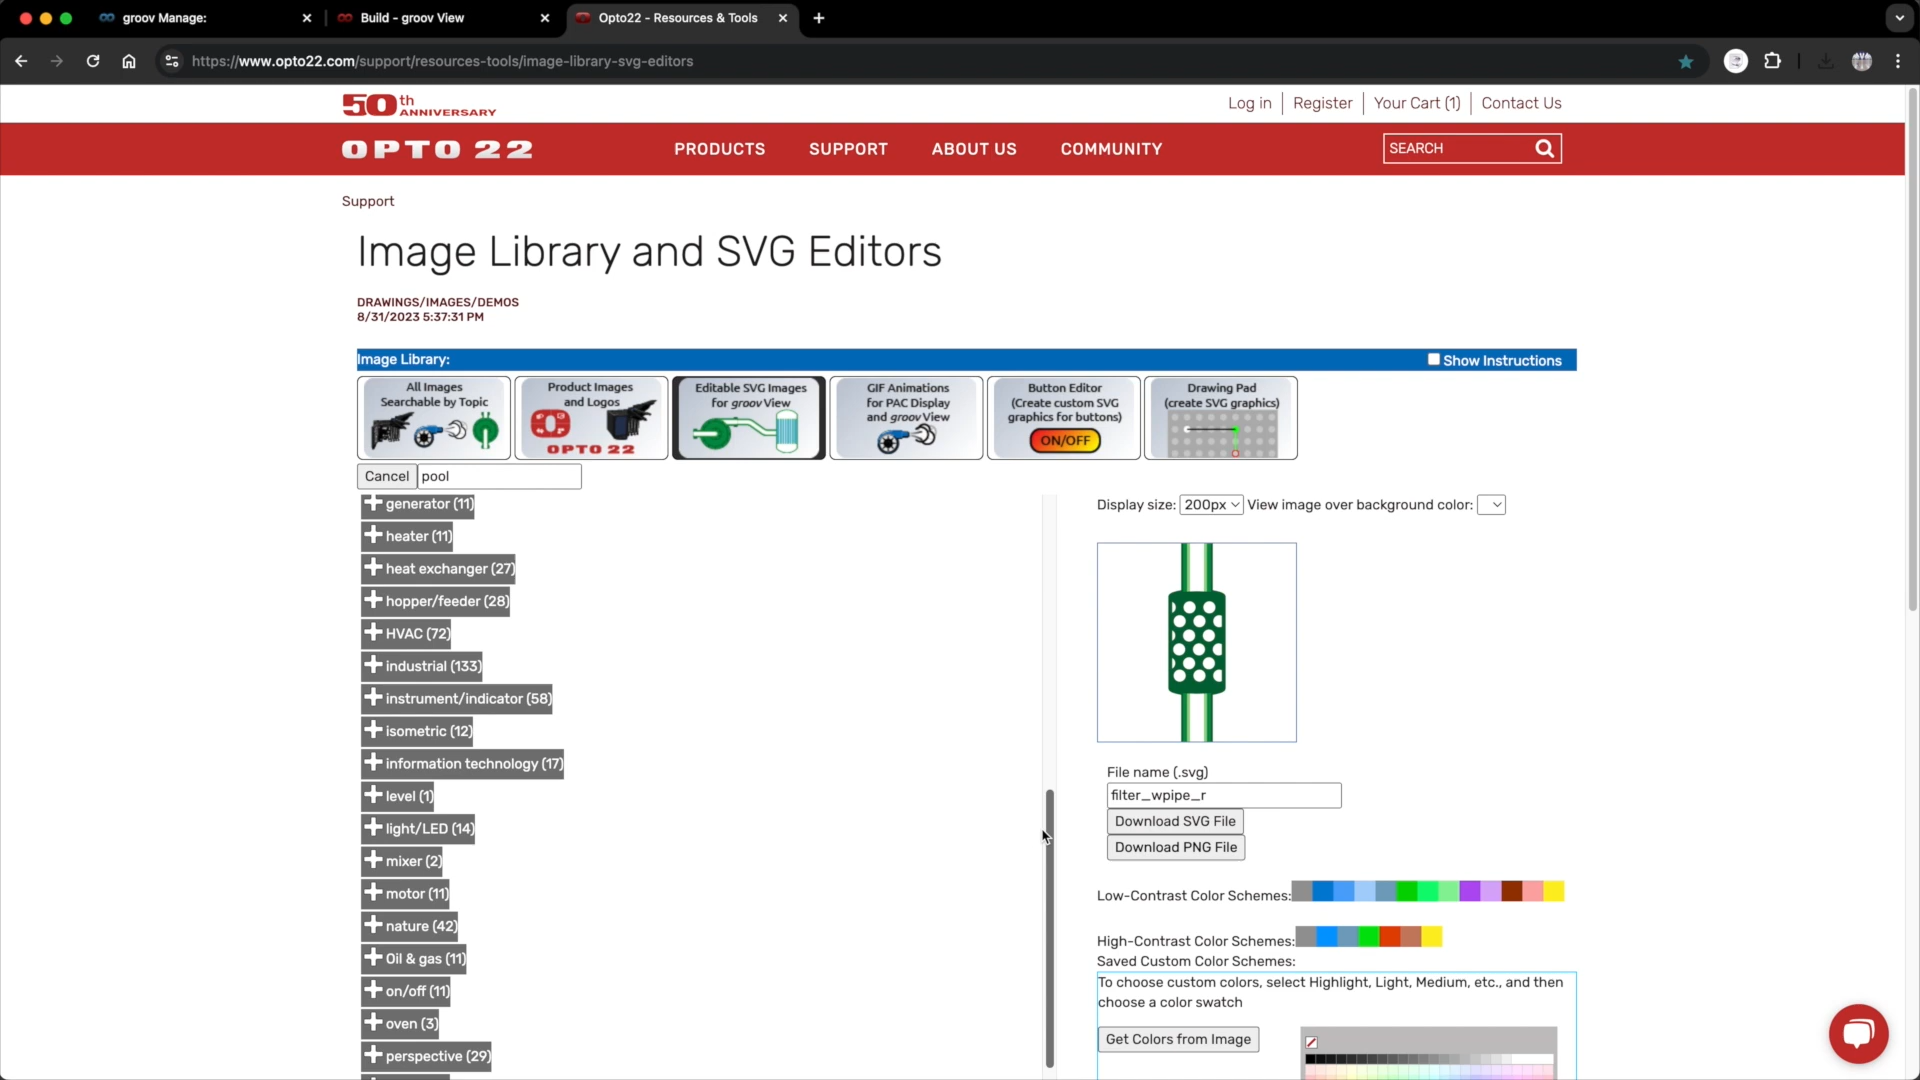 groov Manage:
Build - groov View
Opto22 - Resources & Tools
https://www.opto22.com/support/resources-tools/image-library-svg-editors
50th ANNIVERSARY
Log in
Register
Your Cart (1)
Contact Us
OPTO 22
PRODUCTS
SUPPORT
ABOUT US
COMMUNITY
SEARCH
Support
Image Library and SVG Editors
DRAWINGS/IMAGES/DEMOS
8/31/2023 5:37:31 PM
Image Library:
Show Instructions
All Images
Searchable by Topic
Product Images
and Logos
OPTO 22
Editable SVG Images
for groov View
GIF Animations
for PAC Display
and groov View
Button Editor
(Create custom SVG
graphics for buttons)
ON/OFF
Drawing Pad
(create SVG graphics)
Cancel
pool
generator (11)
heater (11)
heat exchanger (27)
hopper/feeder (28)
HVAC (72)
industrial (133)
instrument/indicator (58)
isometric (12)
information technology (17)
level (1)
light/LED (14)
mixer (2)
motor (11)
nature (42)
Oil & gas (11)
on/off (11)
oven (3)
perspective (29)
Display size: 200px View image over background color:
File name (.svg)
filter_wpipe_r
Download SVG File
Download PNG File
Low-Contrast Color Schemes:
High-Contrast Color Schemes:
Saved Custom Color Schemes:
To choose custom colors, select Highlight, Light, Medium, etc., and then
choose a color swatch
Get Colors from Image